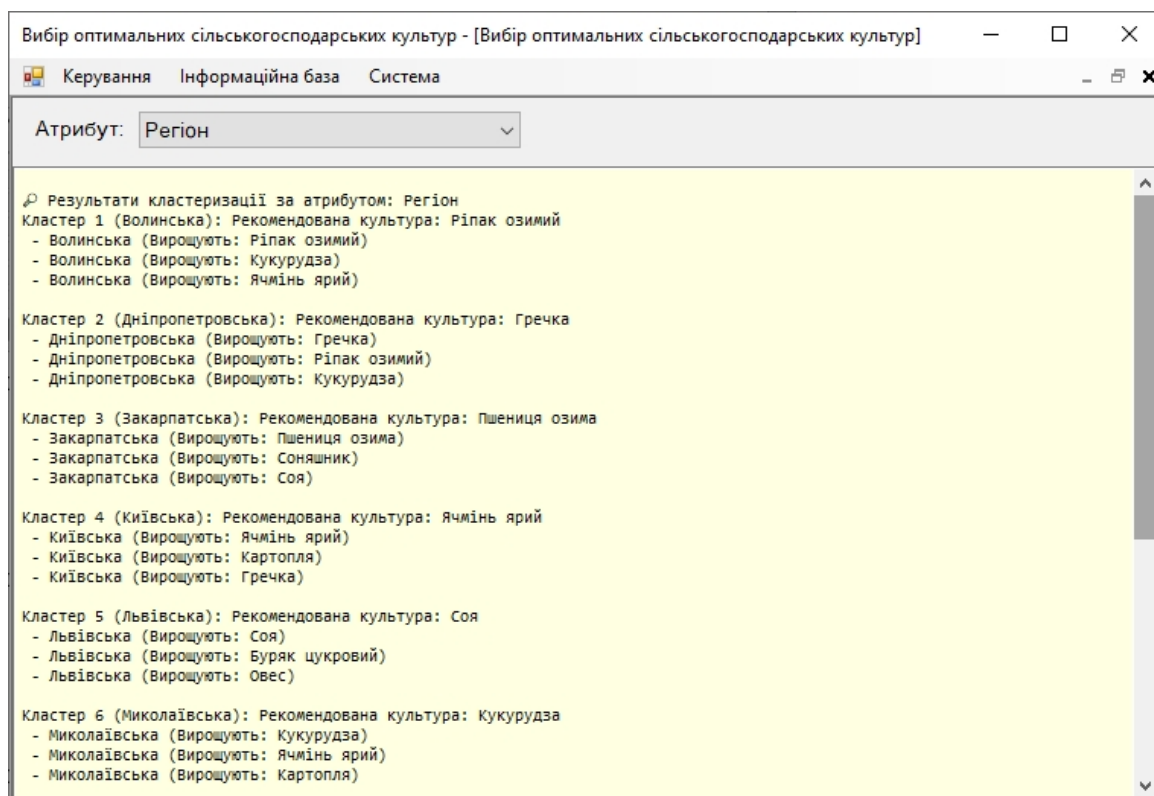 Вибір оптимальних сільськогосподарських культур - [Вибір оптимальних сільськогосподарських культур]
Керування Інформаційна база Система
Атрибут: Регіон
Результати кластеризації за атрибутом: Регіон
Кластер 1 (Волинська): Рекомендована культура: Ріпак озимий
- Волинська (Вирощують: Ріпак озимий)
- Волинська (Вирощують: Кукурудза)
- Волинська (Вирощують: Ячмінь ярий)
Кластер 2 (Дніпропетровська): Рекомендована культура: Гречка
- Дніпропетровська (Вирощують: Гречка)
- Дніпропетровська (Вирощують: Ріпак озимий)
- Дніпропетровська (Вирощують: Кукурудза)
Кластер 3 (Закарпатська): Рекомендована культура: Пшениця озима
- Закарпатська (Вирощують: Пшениця озима)
- Закарпатська (Вирощують: Соняшник)
- Закарпатська (Вирощують: Соя)
Кластер 4 (Київська): Рекомендована культура: Ячмінь ярий
- Київська (Вирощують: Ячмінь ярий)
- Київська (Вирощують: Картопля)
- Київська (Вирощують: Гречка)
Кластер 5 (Львівська): Рекомендована культура: Соя
- Львівська (Вирощують: Соя)
- Львівська (Вирощують: Буряк цукровий)
- Львівська (Вирощують: Овес)
Кластер 6 (Миколаївська): Рекомендована культура: Кукурудза
- Миколаївська (Вирощують: Кукурудза)
- Миколаївська (Вирощують: Ячмінь ярий)
- Миколаївська (Вирощують: Картопля)